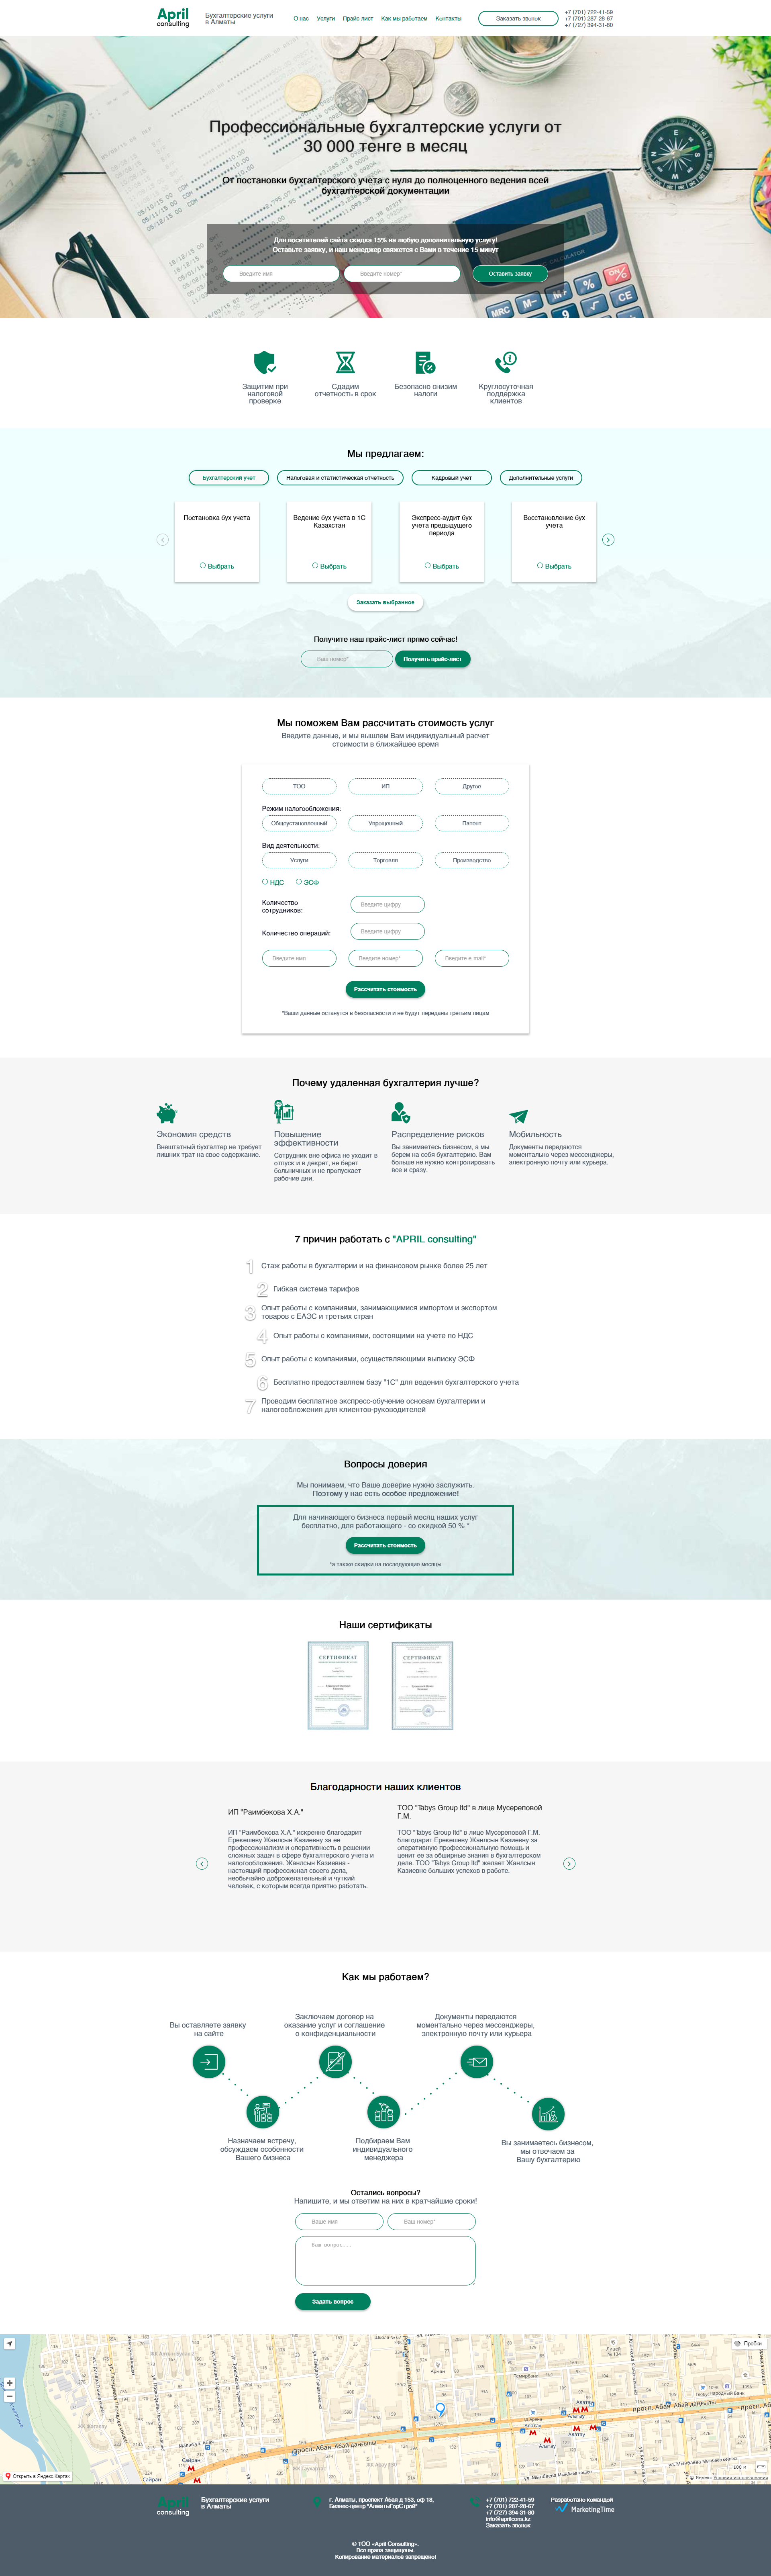 April
consulting
Бухгалтерские услуги
в Алматы
О нас
Услуги
Прайс-лист
Как мы работаем
Контакты
Заказать звонок
+7 (701) 722-41-59
+7 (701) 287-28-67
+7 (727) 394-31-80
Профессиональные бухгалтерские услуги от
30 000 тенге в месяц
От постановки бухгалтерского учета с нуля до полноценного ведения всей
бухгалтерской документации
Для посетителей сайта скидка 15% на любую дополнительную услугу!
Оставьте заявку, и наш менеджер свяжется с Вами в течение 15 минут
Введите имя
Введите номер*
Оставить заявку
Защитим при
налоговой
проверке
Сдадим
отчетность в срок
Безопасно снизим
налоги
Круглосуточная
поддержка
клиентов
Мы предлагаем:
Бухгалтерский учет
Налоговая и статистическая отчетность
Кадровый учет
Дополнительные услуги
Постановка бух учета
Выбрать
Ведение бух учета в 1С
Казахстан
Выбрать
Экспресс-аудит бух
учета предыдущего
периода
Выбрать
Восстановление бух
учета
Выбрать
Заказать выбранное
Получите наш прайс-лист прямо сейчас!
Ваш номер*
Получить прайс-лист
Мы поможем Вам рассчитать стоимость услуг
Введите данные, и мы вышлем Вам индивидуальный расчет
стоимости в ближайшее время
ТОО
ИП
Другое
Режим налогообложения:
Общеустановленный
Упрощенный
Патент
Вид деятельности:
Услуги
Торговля
Производство
НДС
ЭСФ
Количество
сотрудников:
Введите цифру
Количество операций:
Введите цифру
Введите имя
Введите номер*
Введите e-mail*
Рассчитать стоимость
*Ваши данные останутся в безопасности и не будут переданы третьим лицам
Почему удаленная бухгалтерия лучше?
Экономия средств
Внештатный бухгалтер не требует
лишних трат на свое содержание.
Повышение
эффективности
Сотрудник вне офиса не уходит в
отпуск и в декрет, не берет
больничных и не пропускает
рабочие дни.
Распределение рисков
Вы занимаетесь бизнесом, а мы
берем на себя бухгалтерию. Вам
больше не нужно контролировать
все и сразу.
Мобильность
Документы передаются
моментально через мессенджеры,
электронную почту или курьера.
7 причин работать с "APRIL consulting"
1 Стаж работы в бухгалтерии и на финансовом рынке более 25 лет
2 Гибкая система тарифов
3 Опыт работы с компаниями, занимающимися импортом и экспортом
товаров с ЕАЭС и третьих стран
4 Опыт работы с компаниями, состоящими на учете по НДС
5 Опыт работы с компаниями, осуществляющими выписку ЭСФ
6 Бесплатно предоставляем базу "1С" для ведения бухгалтерского учета
7 Проводим бесплатное экспресс-обучение основам бухгалтерии и
налогообложения для клиентов-руководителей
Вопросы доверия
Мы понимаем, что Ваше доверие нужно заслужить.
Поэтому у нас есть особое предложение!
Для начинающего бизнеса первый месяц наших услуг
бесплатно, для работающего - со скидкой 50 % *
Рассчитать стоимость
*а также скидки на последующие месяцы
Наши сертификаты
СЕРТИФИКАТ
СЕРТИФИКАТ
Благодарности наших клиентов
ИП "Раимбекова Х.А."
ИП "Раимбекова Х.А." искренне благодарит
Ерекешеву Жанлсын Казиевну за ее
профессионализм и оперативность в решении
сложных задач в сфере бухгалтерского учета и
налогообложения. Жанлсын Казиевна -
настоящий профессионал своего дела,
необычайно доброжелательный и чуткий
человек, с которым всегда приятно работать.
ТОО "Tabys Group ltd" в лице Мусереповой
Г.М.
ТОО "Tabys Group ltd" в лице Мусереповой Г.М.
благодарит Ерекешеву Жанлсын Казиевну за
оперативную профессиональную помощь и
ценит ее за обширные знания в бухгалтерском
деле. ТОО "Tabys Group ltd" желает Жанлсын
Казиевне больших успехов в работе.
Как мы работаем?
Вы оставляете заявку
на сайте
Заключаем договор на
оказание услуг и соглашение
о конфиденциальности
Документы передаются
моментально через мессенджеры,
электронную почту или курьера
Назначаем встречу,
обсуждаем особенности
Вашего бизнеса
Подбираем Вам
индивидуального
менеджера
Вы занимаетесь бизнесом,
мы отвечаем за
Вашу бухгалтерию
Остались вопросы?
Напишите, и мы ответим на них в кратчайшие сроки!
Ваше имя
Ваш номер*
Ваш вопрос...
Задать вопрос
Пробки
просп. Абая Абай даңғылы
Сайран
Алатау
Открыть в Яндекс Картах
© Яндекс Условия использования
April
consulting
Бухгалтерские услуги
в Алматы
г. Алматы, проспект Абая д 153, оф 18,
Бизнес-центр "АлматыГорСтрой"
+7 (701) 722-41-59
+7 (701) 287-28-67
+7 (727) 394-31-80
info@aprilcons.kz
Заказать звонок
Разработано командой
MarketingTime
© ТОО «April Consulting».
Все права защищены.
Копирование материалов запрещено!